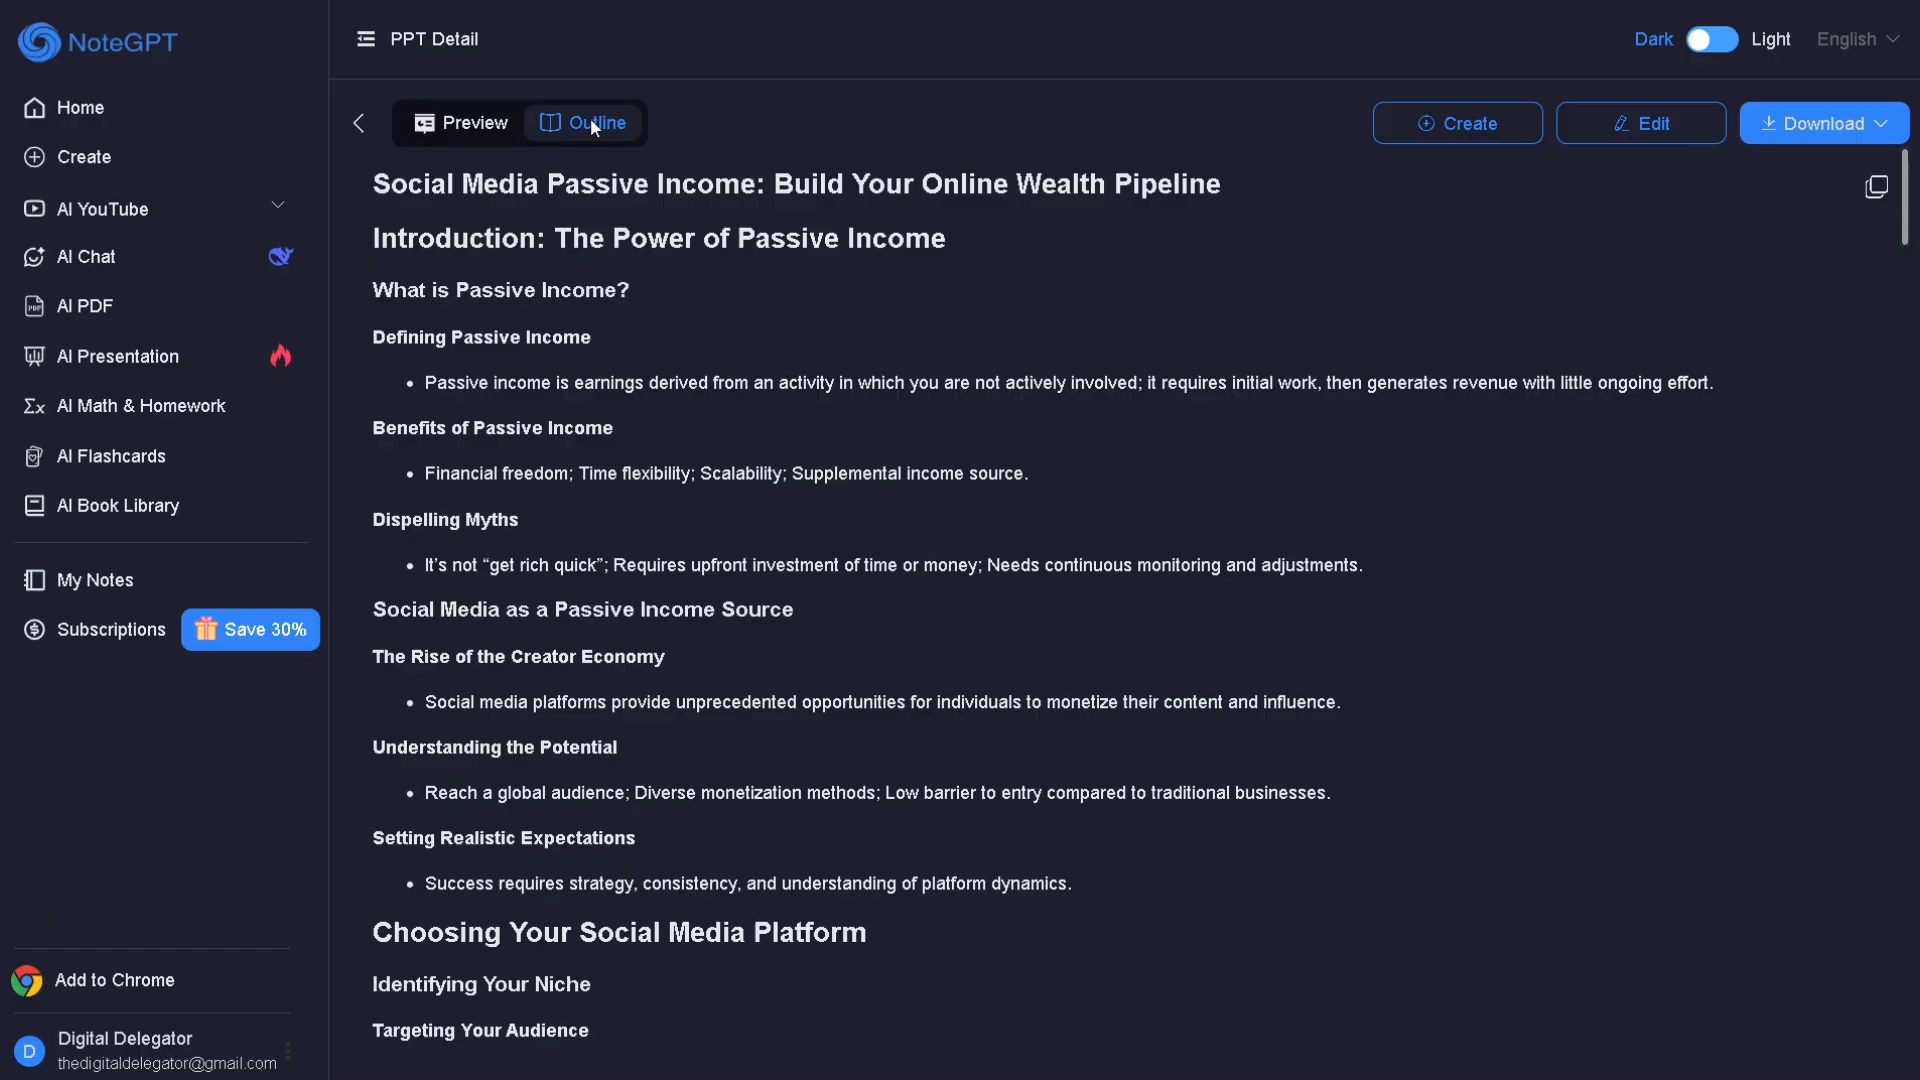 NoteGPT
PPT Detail
Dark
Light
English
Home
Create
AI YouTube
AI Chat
AI PDF
PDF
AI Presentation
AI Math & Homework
AI Flashcards
AI Book Library
My Notes
Subscriptions
Save 30%
Add to Chrome
D
Digital Delegator
thedigitaldelegator@gmail.com
Preview
Outline
Create
Edit
Download
Social Media Passive Income: Build Your Online Wealth Pipeline
Introduction: The Power of Passive Income
What is Passive Income?
Defining Passive Income
• Passive income is earnings derived from an activity in which you are not actively involved; it requires initial work, then generates revenue with little ongoing effort.
Benefits of Passive Income
• Financial freedom; Time flexibility; Scalability; Supplemental income source.
Dispelling Myths
• It’s not “get rich quick”; Requires upfront investment of time or money; Needs continuous monitoring and adjustments.
Social Media as a Passive Income Source
The Rise of the Creator Economy
• Social media platforms provide unprecedented opportunities for individuals to monetize their content and influence.
Understanding the Potential
• Reach a global audience; Diverse monetization methods; Low barrier to entry compared to traditional businesses.
Setting Realistic Expectations
• Success requires strategy, consistency, and understanding of platform dynamics.
Choosing Your Social Media Platform
Identifying Your Niche
Targeting Your Audience